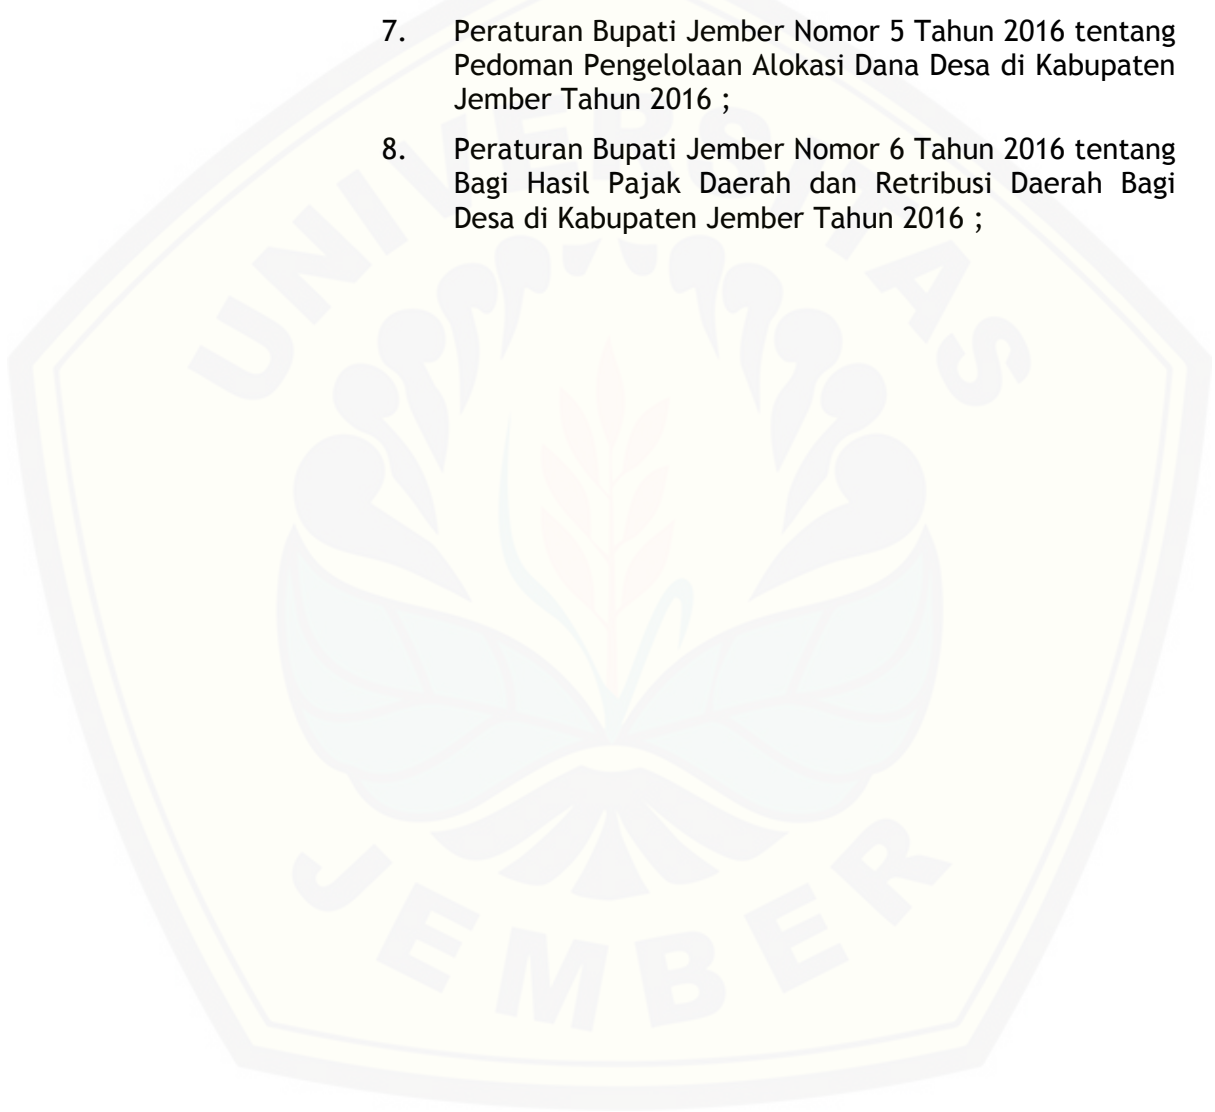 7. Peraturan Bupati Jember Nomor 5 Tahun 2016 tentang
Pedoman Pengelolaan Alokasi Dana Desa di Kabupaten
Jember Tahun 2016 ;
8. Peraturan Bupati Jember Nomor 6 Tahun 2016 tentang
Bagi Hasil Pajak Daerah dan Retribusi Daerah Bagi
Desa di Kabupaten Jember Tahun 2016 ;
UNIVERSITAS
JEMBER